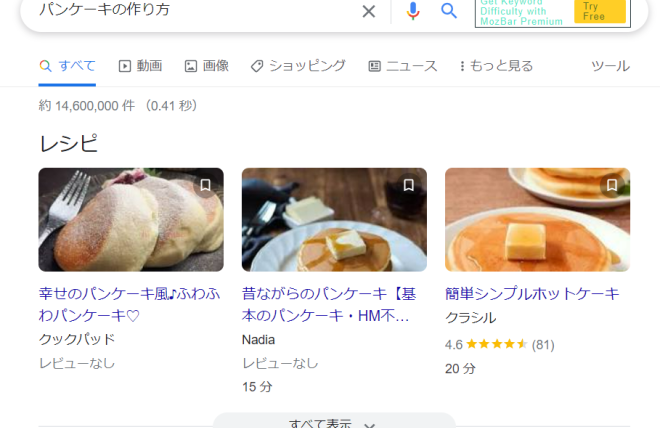 パンケーキの作り方
Get Keyword
Difficulty with
MozBar Premium
Try
Free
すべて
動画
画像
ショッピング
ニュース
もっと見る
ツール
約 14,600,000 件 （0.41 秒）
レシピ
幸せのパンケーキ風♪ふわふ
わパンケーキ♡
クックパッド
レビューなし
昔ながらのパンケーキ【基
本のパンケーキ・HM不...
Nadia
レビューなし
15 分
簡単シンプルホットケーキ
クラシル
4.6 ★★★★★ (81)
20 分
すべて表示